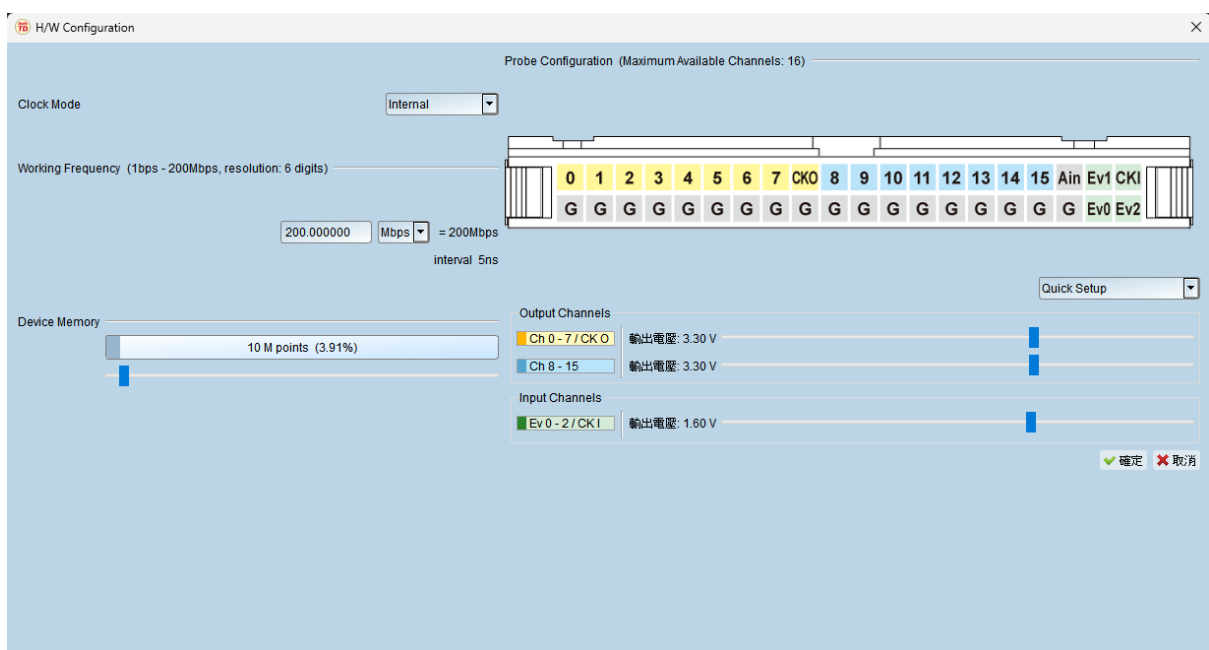 H/W Configuration
Probe Configuration (Maximum Available Channels: 16)
Clock Mode
Internal
Working Frequency (1bps - 200Mbps, resolution: 6 digits)
0 1 2 3 4 5 6 7 CKO 8 9 10 11 12 13 14 15 Ain Ev1 CKI
G G G G G G G G G G G G G G G G G G Ev0 Ev2
200.000000 Mbps = 200Mbps
interval 5ns
Quick Setup
Device Memory
10 M points (3.91%)
Output Channels
Ch 0 - 7 / CK O 輸出電壓: 3.30 V
Ch 8 - 15 輸出電壓: 3.30 V
Input Channels
Ev 0 - 2 / CK I 輸出電壓: 1.60 V
確定 取消